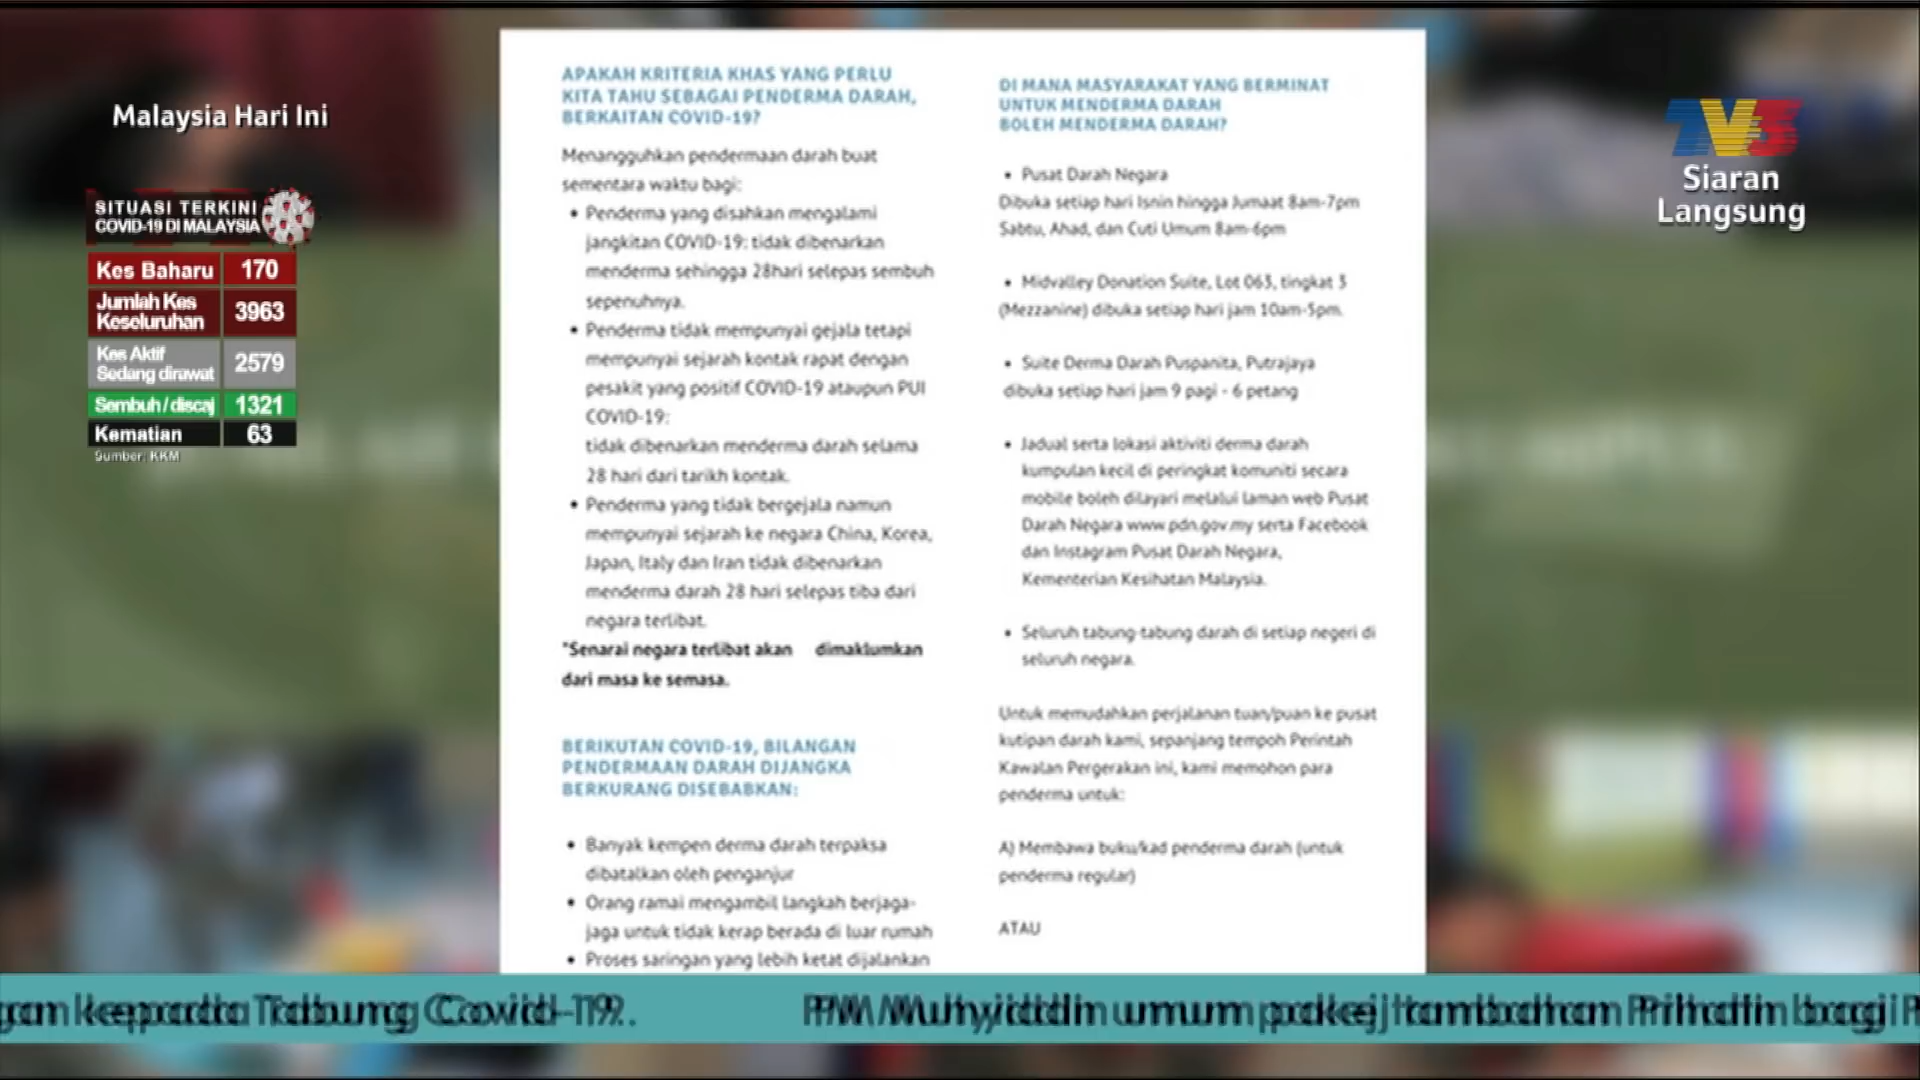 Malaysia Hari Ini
SITUASI TERKINI
COVID-19 DI MALAYSIA
Kes Baharu 170
Jumlah Kes
Keseluruhan 3963
Kes Aktif
Sedang dirawat 2579
Sembuh / discaj 1321
Kematian 63
Sumber: KKM
APAKAH KRITERIA KHAS YANG PERLU
KITA TAHU SEBAGAI PENDERMA DARAH,
BERKAITAN COVID-19?
Menangguhkan pendermaan darah buat
sementara waktu bagi:
• Penderma yang disahkan mengalami
jangkitan COVID-19: tidak dibenarkan
menderma sehingga 28hari selepas sembuh
sepenuhnya.
• Penderma tidak mempunyai gejala tetapi
mempunyai sejarah kontak rapat dengan
pesakit yang positif COVID-19 ataupun PUI
COVID-19:
tidak dibenarkan menderma darah selama
28 hari dari tarikh kontak.
• Penderma yang tidak bergejala namun
mempunyai sejarah ke negara China, Korea,
Japan, Italy dan Iran tidak dibenarkan
menderma darah 28 hari selepas tiba dari
negara terlibat.
*Senarai negara terlibat akan dimaklumkan
dari masa ke semasa.
BERIKUTAN COVID-19, BILANGAN
PENDERMAAN DARAH DIJANGKA
BERKURANG DISEBABKAN:
• Banyak kempen derma darah terpaksa
dibatalkan oleh penganjur
• Orang ramai mengambil langkah berjaga-
jaga untuk tidak kerap berada di luar rumah
• Proses saringan yang lebih ketat dijalankan
DI MANA MASYARAKAT YANG BERMINAT
UNTUK MENDERMA DARAH
BOLEH MENDERMA DARAH?
• Pusat Darah Negara
Dibuka setiap hari Isnin hingga Jumaat 8am-7pm
Sabtu, Ahad, dan Cuti Umum 8am-6pm
• Midvalley Donation Suite, Lot 063, tingkat 3
(Mezzanine) dibuka setiap hari jam 10am-5pm.
• Suite Derma Darah Puspanita, Putrajaya
dibuka setiap hari jam 9 pagi - 6 petang
• Jadual serta lokasi aktiviti derma darah
kumpulan kecil di peringkat komuniti secara
mobile boleh dilayari melalui laman web Pusat
Darah Negara www.pdn.gov.my serta Facebook
dan Instagram Pusat Darah Negara,
Kementerian Kesihatan Malaysia.
• Seluruh tabung-tabung darah di setiap negeri di
seluruh negara.
Untuk memudahkan perjalanan tuan/puan ke pusat
kutipan darah kami, sepanjang tempoh Perintah
Kawalan Pergerakan ini, kami memohon para
penderma untuk:
A) Membawa buku/kad penderma darah (untuk
penderma regular)
ATAU
TV3
Siaran
Langsung
kepada Tabung Covid-19. PM Muhyiddin umum pakej tambahan Prihatin bagi